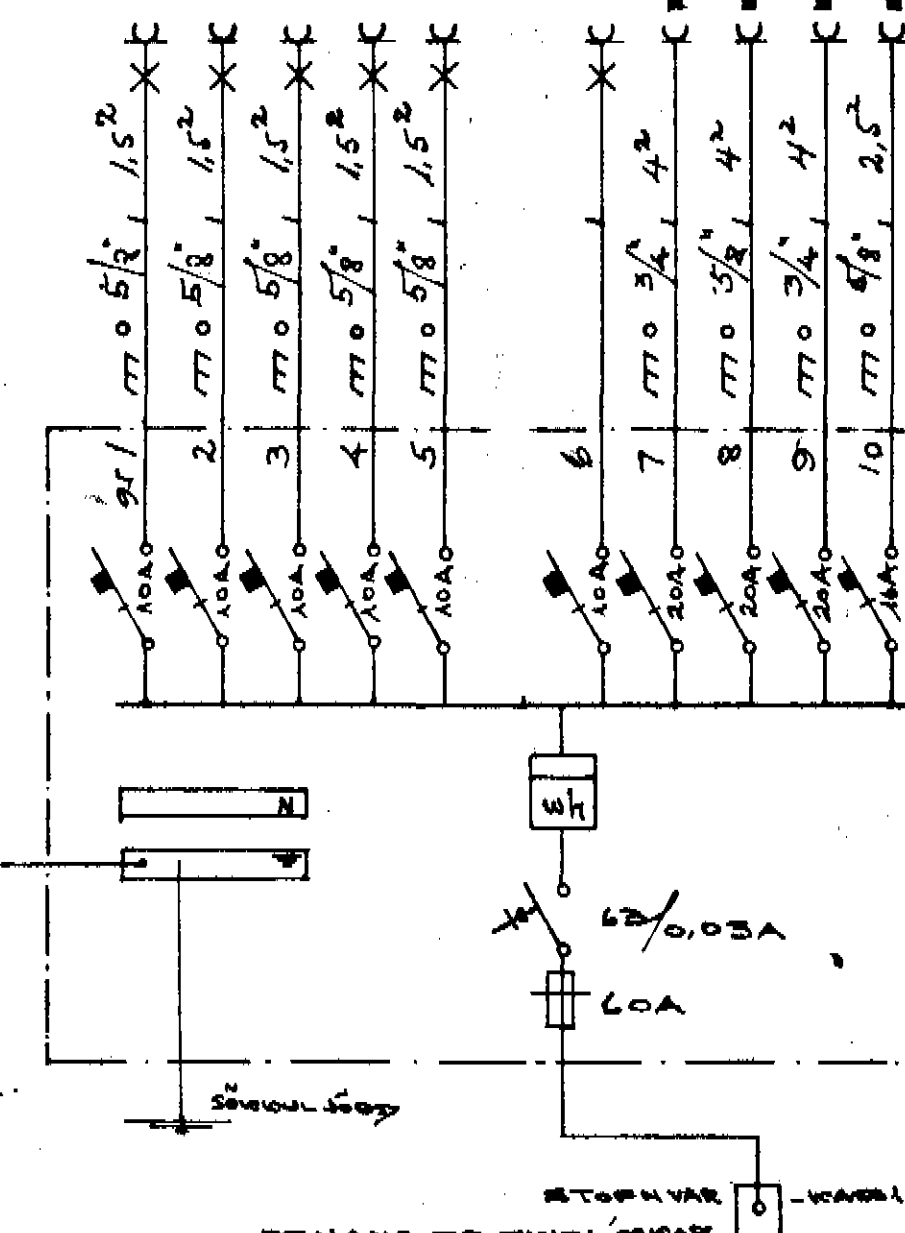 m o 5/8" 1,5²
m o 5/8" 1,5²
m o 5/8" 1,5²
m o 5/8" 1,5²
m o 5/8" 1,5²
m o 3/4" 4²
m o 5/8" 4²
m o 3/4" 4²
m o 5/8" 2,5²
gr 1
2
3
4
5
6
7
8
9
10
10A
10A
10A
10A
10A
10A
20A
20A
20A
16A
N
wh
63/0,03A
60A
STOFNVAR